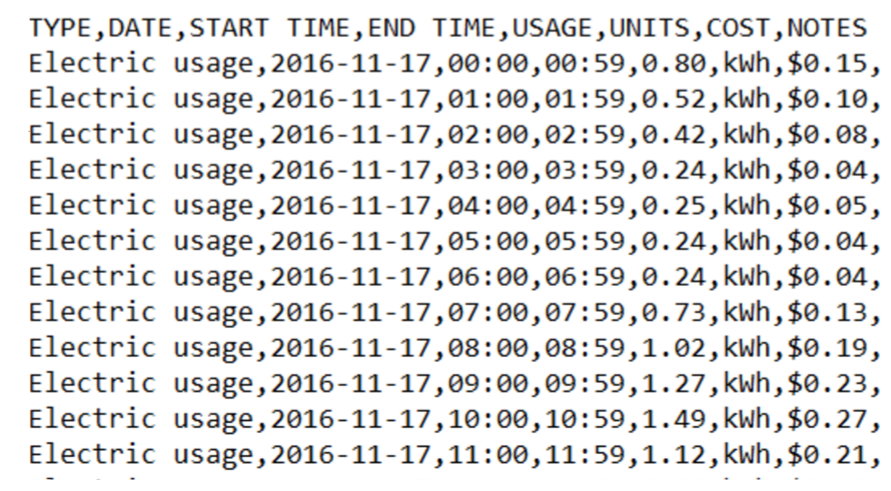 TYPE,DATE,START TIME,END TIME,USAGE,UNITS,COST,NOTES
Electric usage,2016-11-17,00:00,00:59,0.80,kWh,$0.15,
Electric usage,2016-11-17,01:00,01:59,0.52,kWh,$0.10,
Electric usage,2016-11-17,02:00,02:59,0.42,kWh,$0.08,
Electric usage,2016-11-17,03:00,03:59,0.24,kWh,$0.04,
Electric usage,2016-11-17,04:00,04:59,0.25,kWh,$0.05,
Electric usage,2016-11-17,05:00,05:59,0.24,kWh,$0.04,
Electric usage,2016-11-17,06:00,06:59,0.24,kWh,$0.04,
Electric usage,2016-11-17,07:00,07:59,0.73,kWh,$0.13,
Electric usage,2016-11-17,08:00,08:59,1.02,kWh,$0.19,
Electric usage,2016-11-17,09:00,09:59,1.27,kWh,$0.23,
Electric usage,2016-11-17,10:00,10:59,1.49,kWh,$0.27,
Electric usage,2016-11-17,11:00,11:59,1.12,kWh,$0.21,